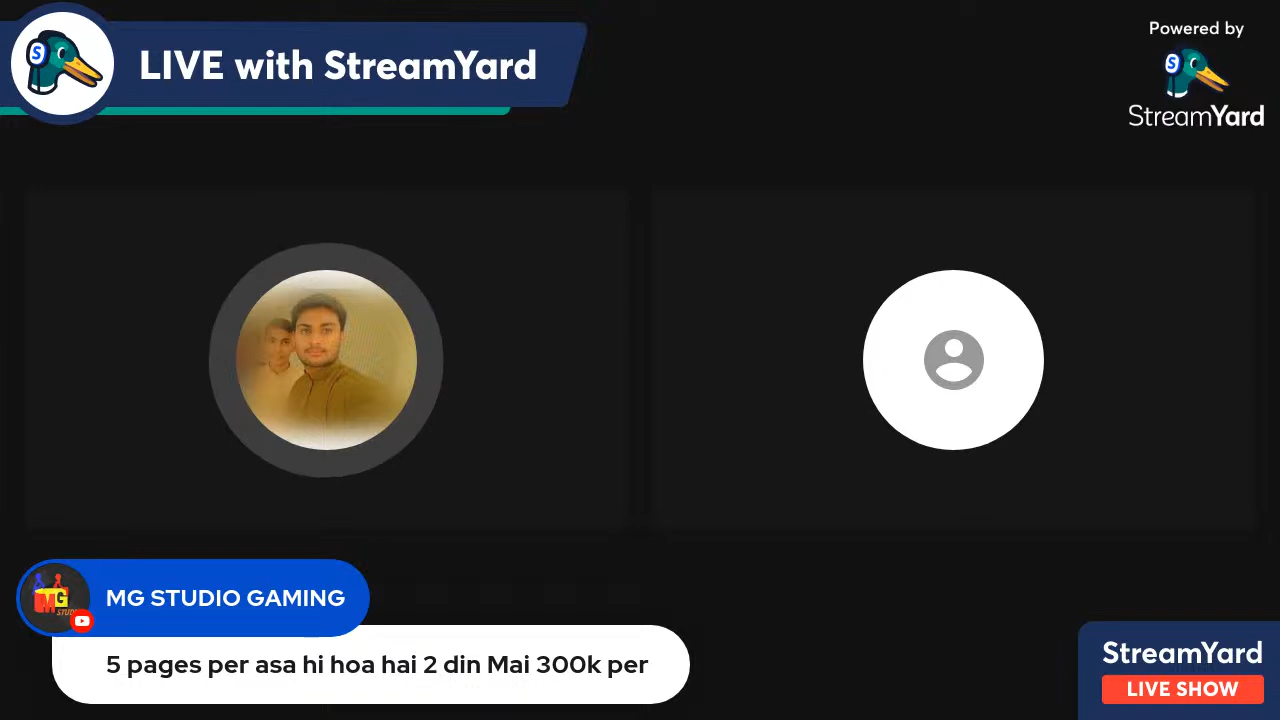 LIVE with StreamYard
Powered by
StreamYard
MG STUDIO GAMING
5 pages per asa hi hoa hai 2 din Mai 300k per
StreamYard
LIVE SHOW